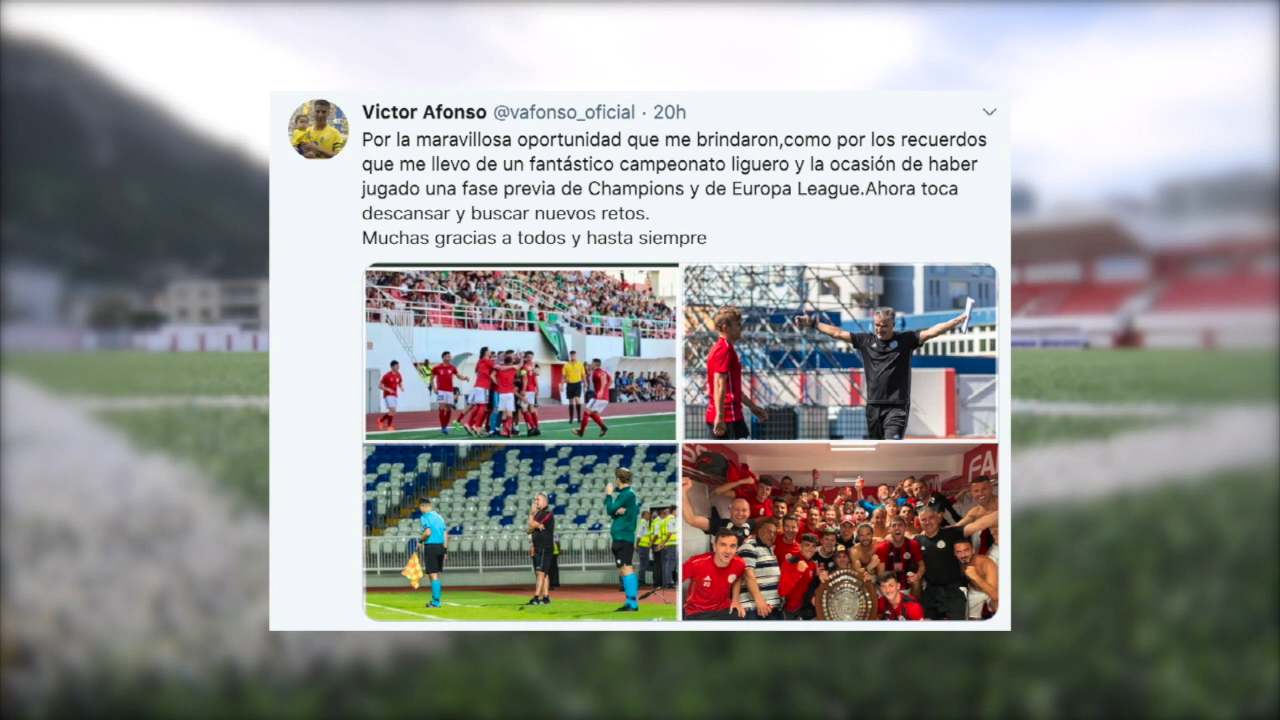 Victor Afonso @vafonso_oficial · 20h
Por la maravillosa oportunidad que me brindaron,como por los recuerdos
que me llevo de un fantástico campeonato liguero y la ocasión de haber
jugado una fase previa de Champions y de Europa League.Ahora toca
descansar y buscar nuevos retos.
Muchas gracias a todos y hasta siempre